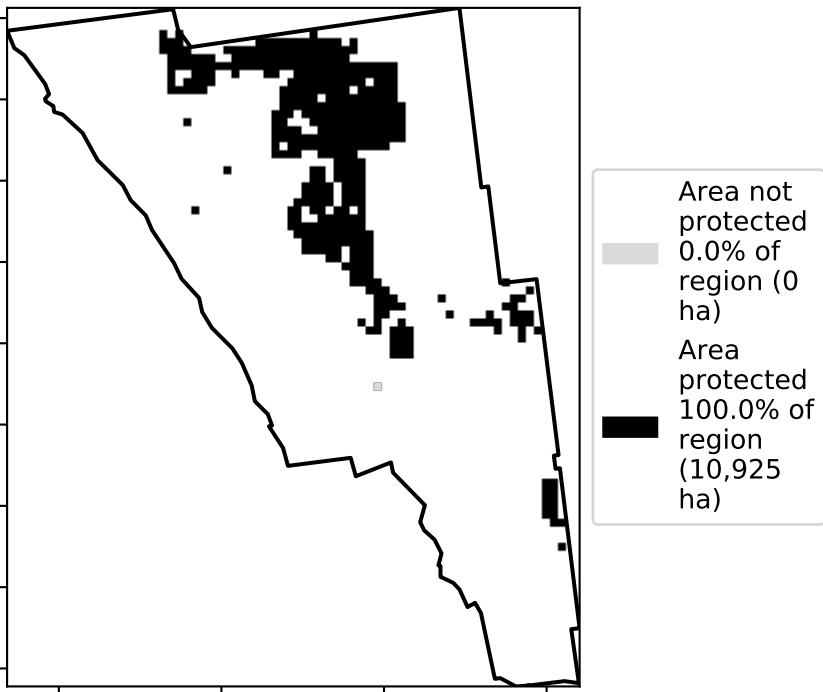 Area not
protected
0.0% of
region (0
ha)
Area
protected
100.0% of
region
(10,925
ha)